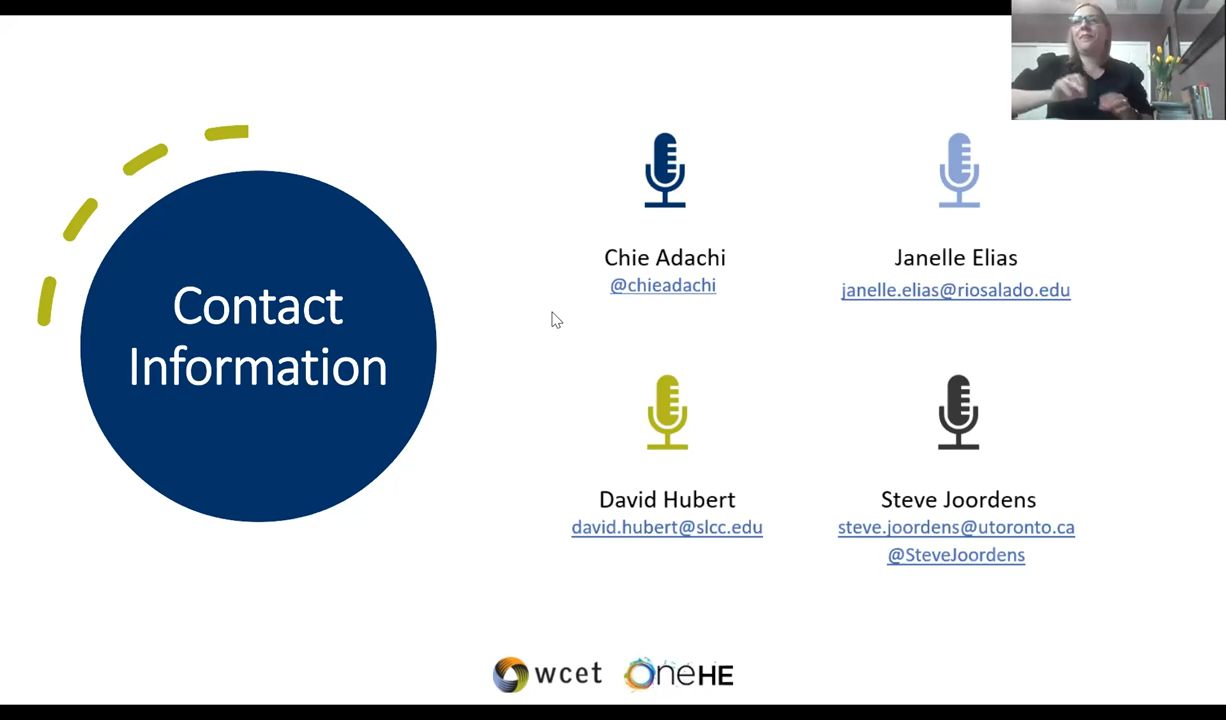 Contact
Information
Chie Adachi
@chieadachi
Janelle Elias
janelle.elias@riosalado.edu
David Hubert
david.hubert@slcc.edu
Steve Joordens
steve.joordens@utoronto.ca
@SteveJoordens
wcet
OneHE